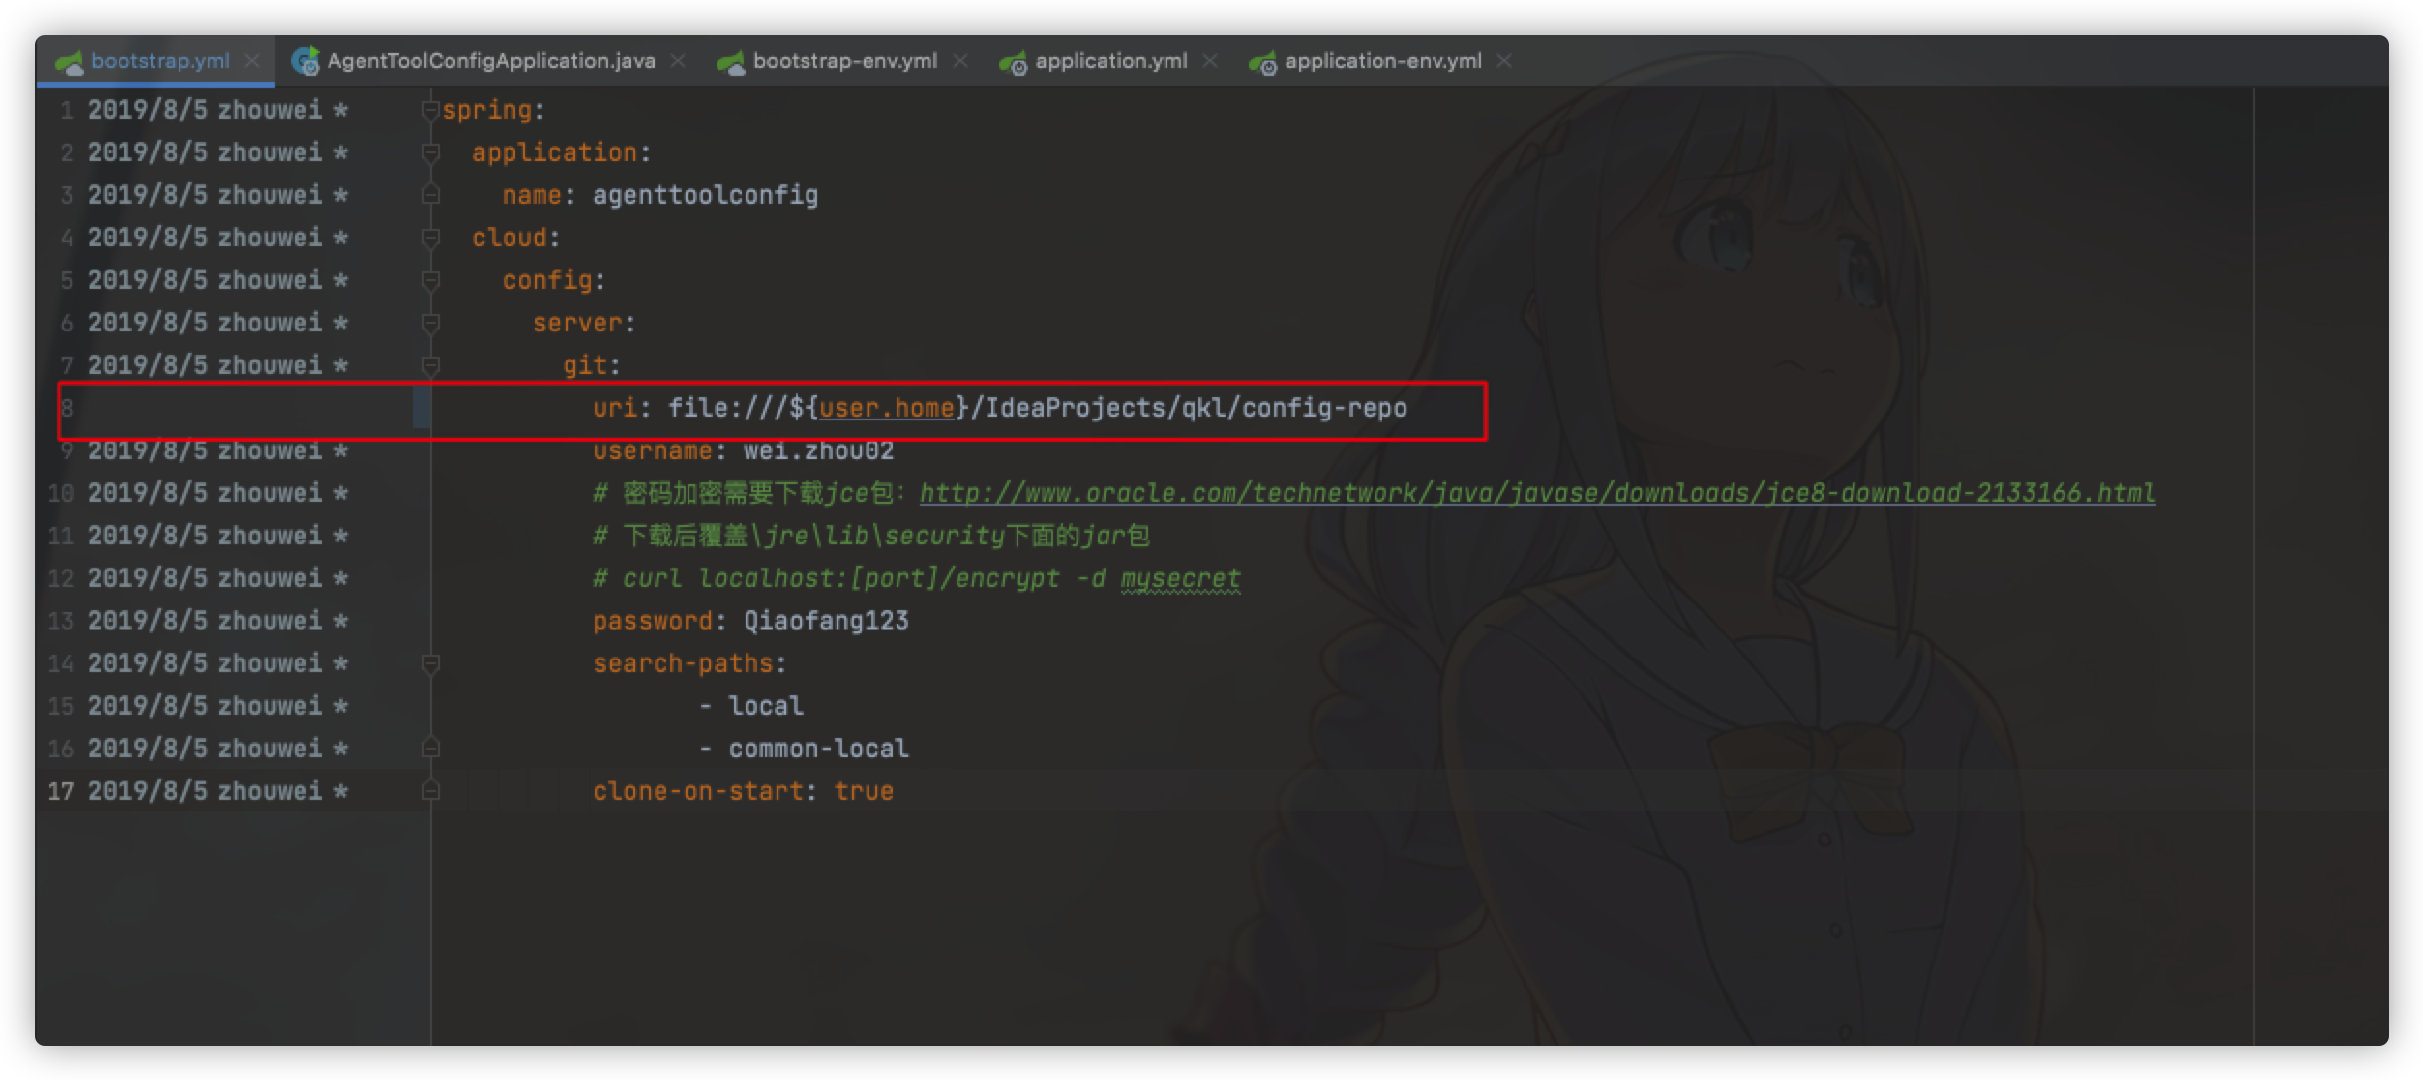 bootstrap.yml AgentToolConfigApplication.java bootstrap-env.yml application.yml application-env.yml
1 2019/8/5 zhouwei * spring:
2 2019/8/5 zhouwei * application:
3 2019/8/5 zhouwei * name: agenttoolconfig
4 2019/8/5 zhouwei * cloud:
5 2019/8/5 zhouwei * config:
6 2019/8/5 zhouwei * server:
7 2019/8/5 zhouwei * git:
8 uri: file:///${user.home}/IdeaProjects/qkl/config-repo
9 2019/8/5 zhouwei * username: wei.zhou02
10 2019/8/5 zhouwei * # 密码加密需要下载jce包：http://www.oracle.com/technetwork/java/javase/downloads/jce8-download-2133166.html
11 2019/8/5 zhouwei * # 下载后覆盖\jre\lib\security下面的jar包
12 2019/8/5 zhouwei * # curl localhost:[port]/encrypt -d mysecret
13 2019/8/5 zhouwei * password: Qiaofang123
14 2019/8/5 zhouwei * search-paths:
15 2019/8/5 zhouwei * - local
16 2019/8/5 zhouwei * - common-local
17 2019/8/5 zhouwei * clone-on-start: true